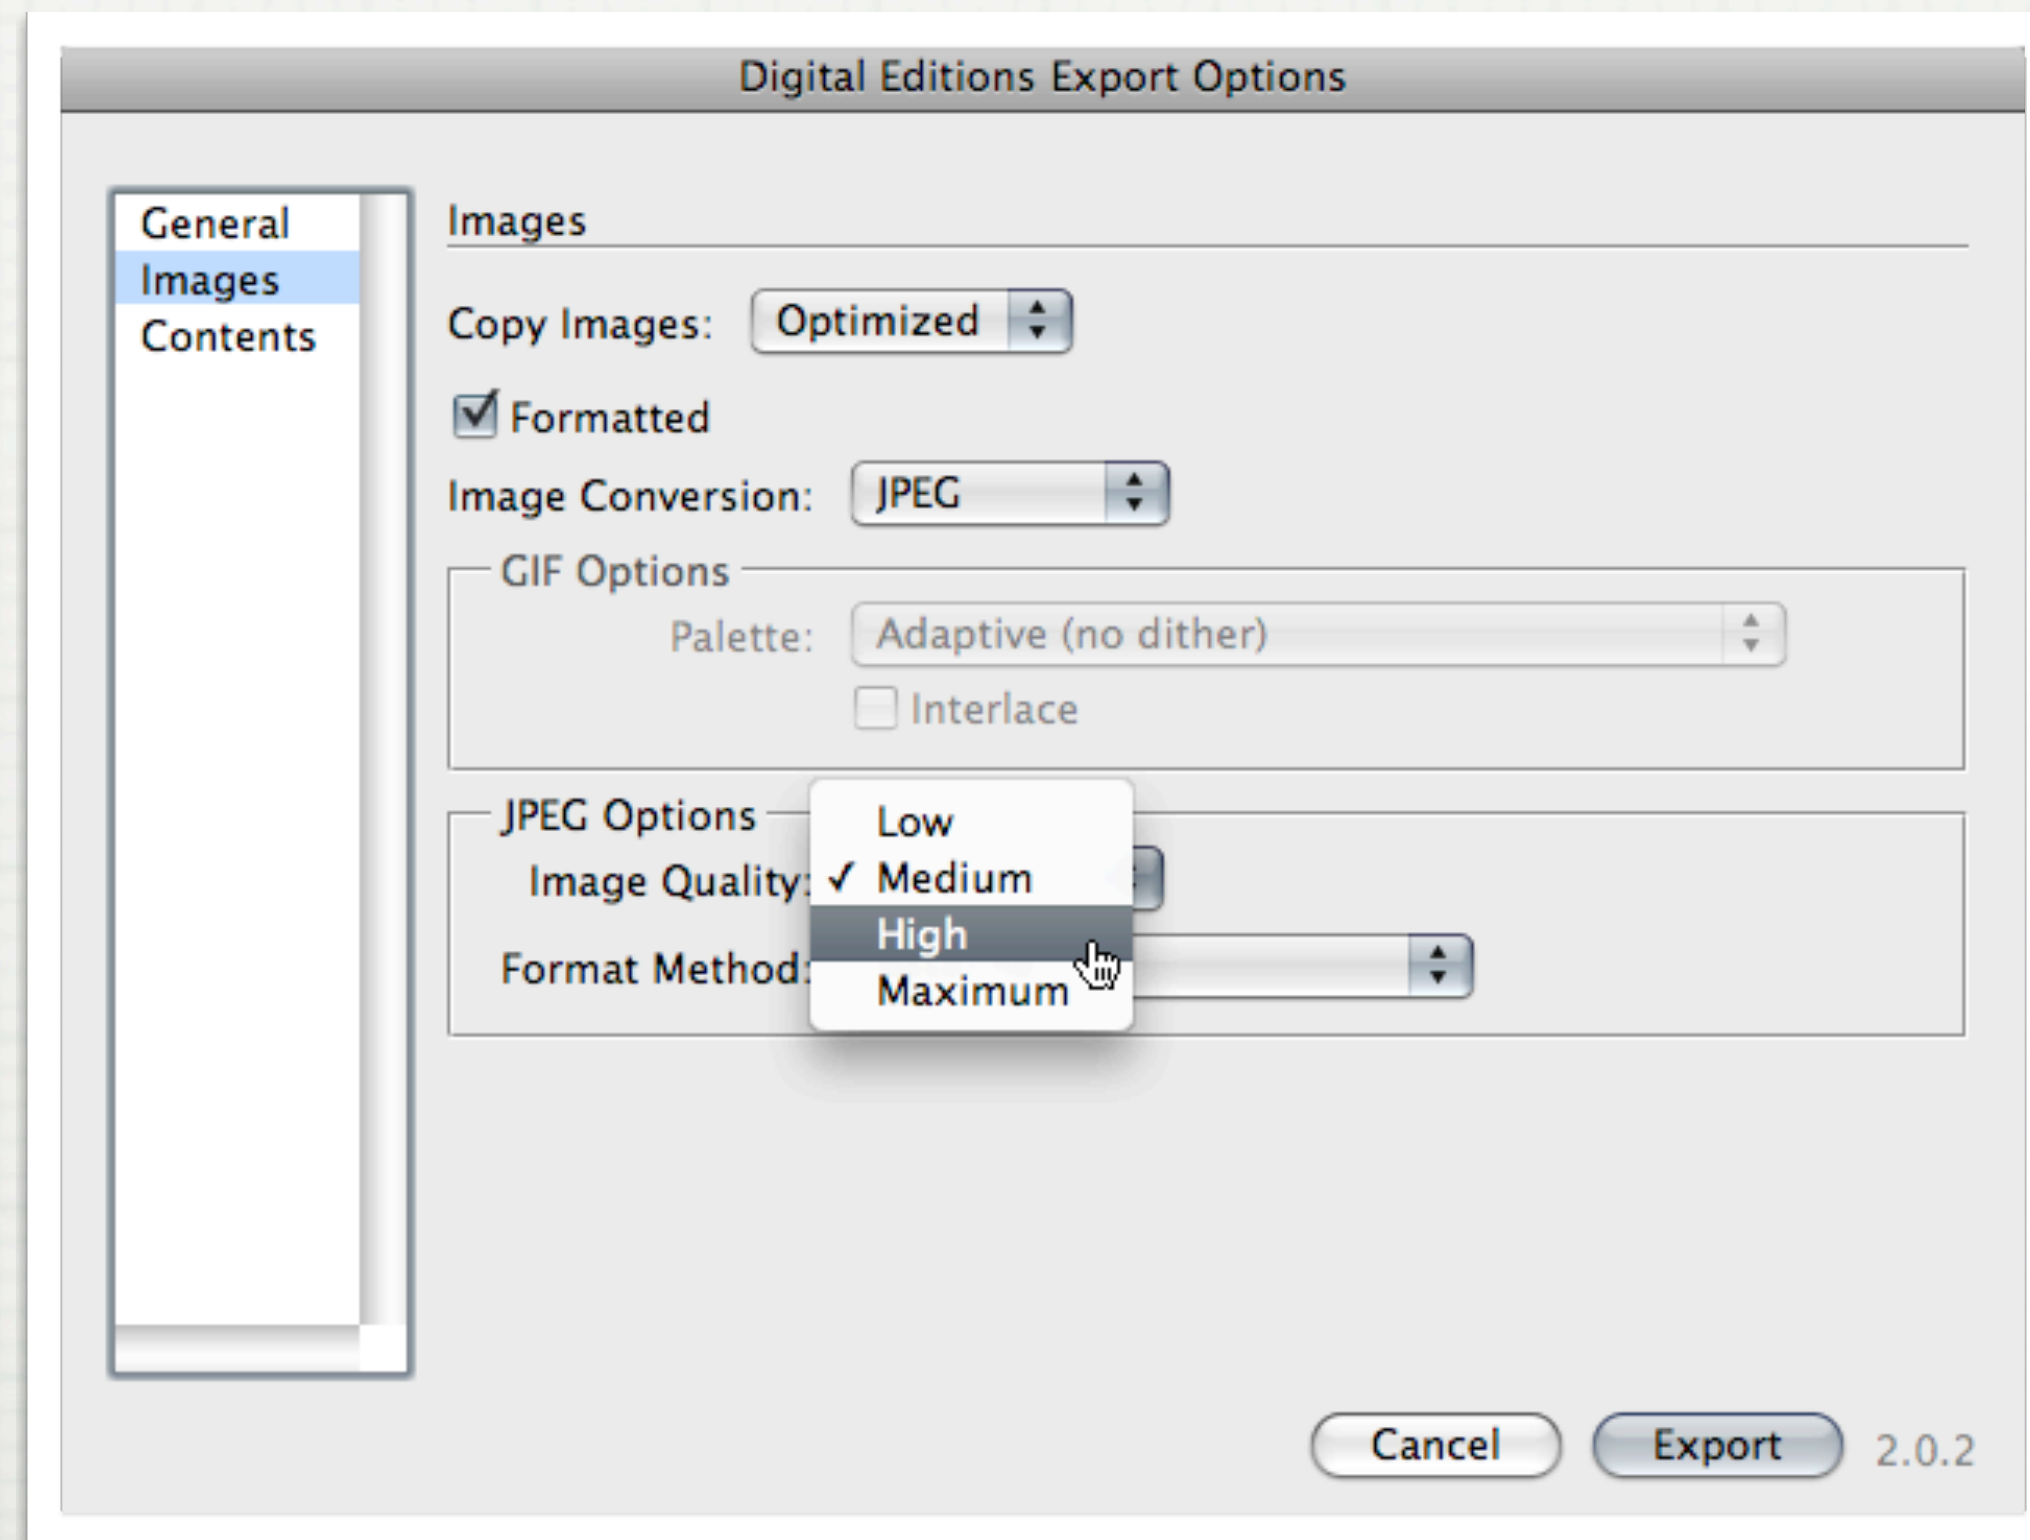 Digital Editions Export Options
General
Images
Contents
Images
Copy Images: Optimized
Formatted
Image Conversion: JPEG
GIF Options
Palette: Adaptive (no dither)
Interlace
JPEG Options
Image Quality:
Format Method:
Low
✓ Medium
High
Maximum
Cancel Export 2.0.2